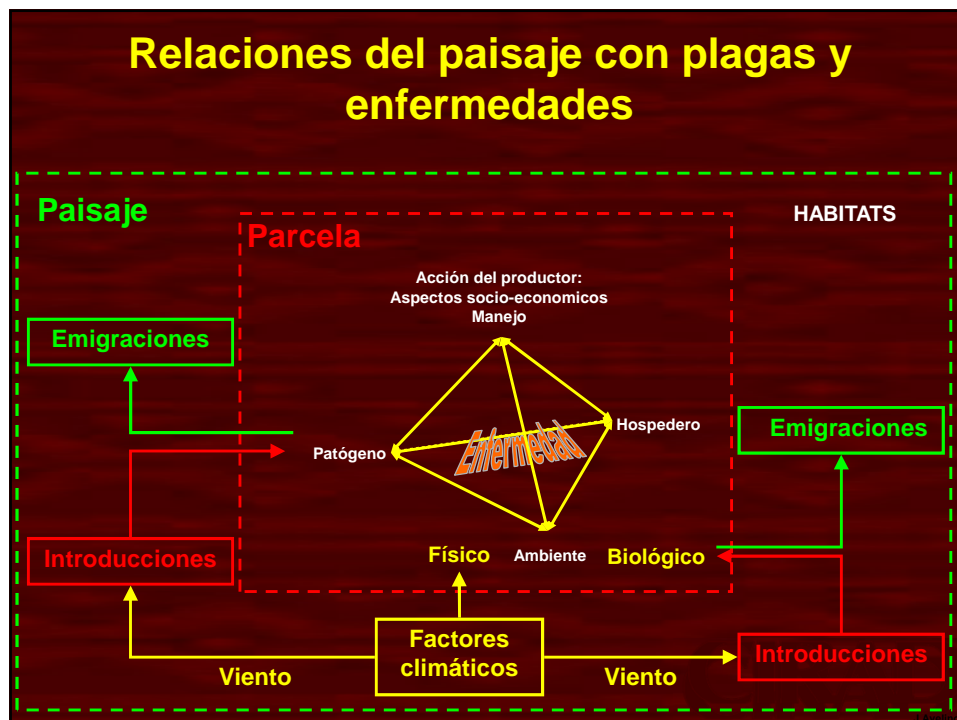 Relaciones del paisaje con plagas y
enfermedades
Paisaje
HABITATS
Parcela
Acción del productor:
Aspectos socio-economicos
Manejo
Emigraciones
Hospedero
Emigraciones
Patógeno
Enfermedad
Introducciones
Físico
Ambiente
Biológico
Factores
climáticos
Introducciones
Viento
Viento